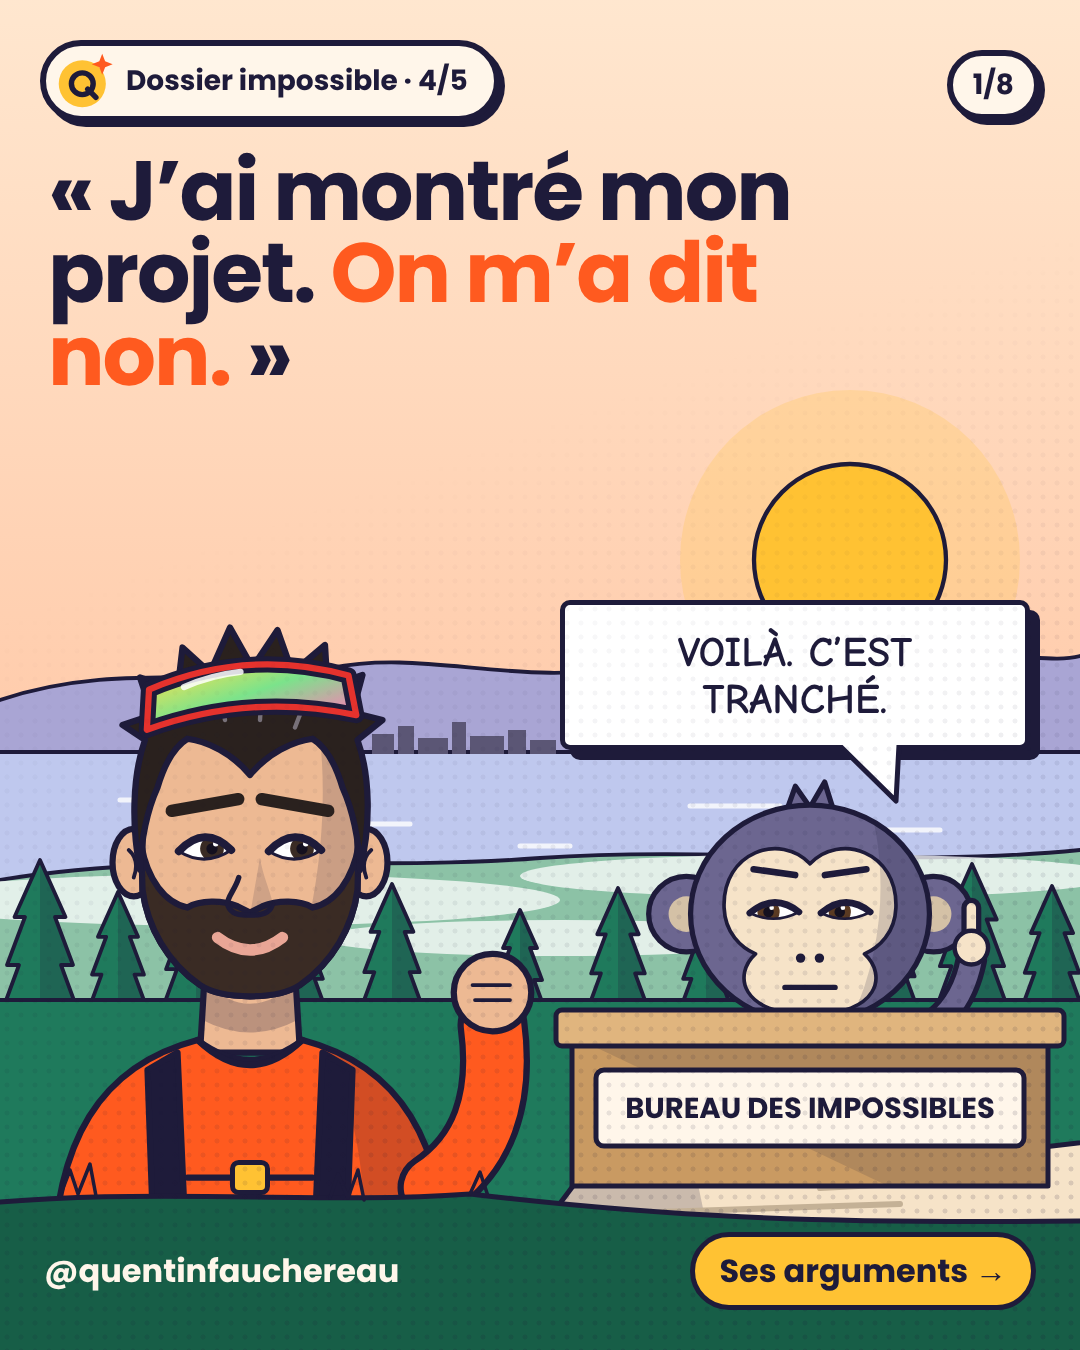 Q
Dossier impossible · 4/5
1/8
« J’ai montré mon
projet. On m’a dit
non. »
VOILÀ. C’EST
TRANCHÉ.
BUREAU DES IMPOSSIBLES
@quentinfauchereau
Ses arguments →